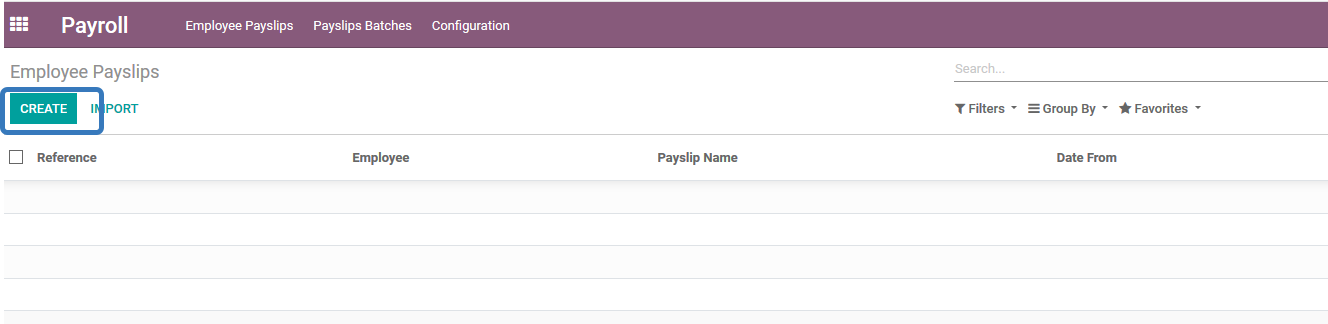 Payroll Employee Payslips Payslips Batches Configuration
Employee Payslips Search...
CREATE IMPORT Filters Group By Favorites
Reference Employee Payslip Name Date From